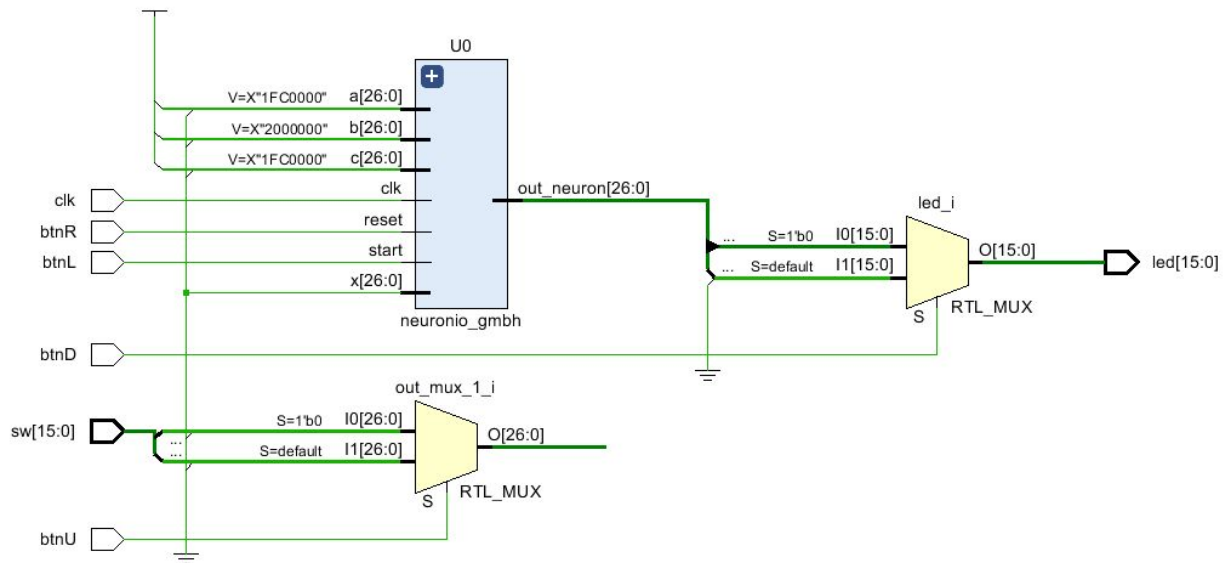 U0
V=X"1FC0000" a[26:0]
V=X"2000000" b[26:0]
V=X"1FC0000" c[26:0]
clk clk
btnR reset
btnL start
x[26:0]
out_neuron[26:0]
neuronio_gmbh
led_i
... S=1'b0 I0[15:0]
... S=default I1[15:0]
O[15:0]
led[15:0]
S RTL_MUX
btnD
out_mux_1_i
sw[15:0]
... S=1'b0 I0[26:0]
... S=default I1[26:0]
O[26:0]
S RTL_MUX
btnU